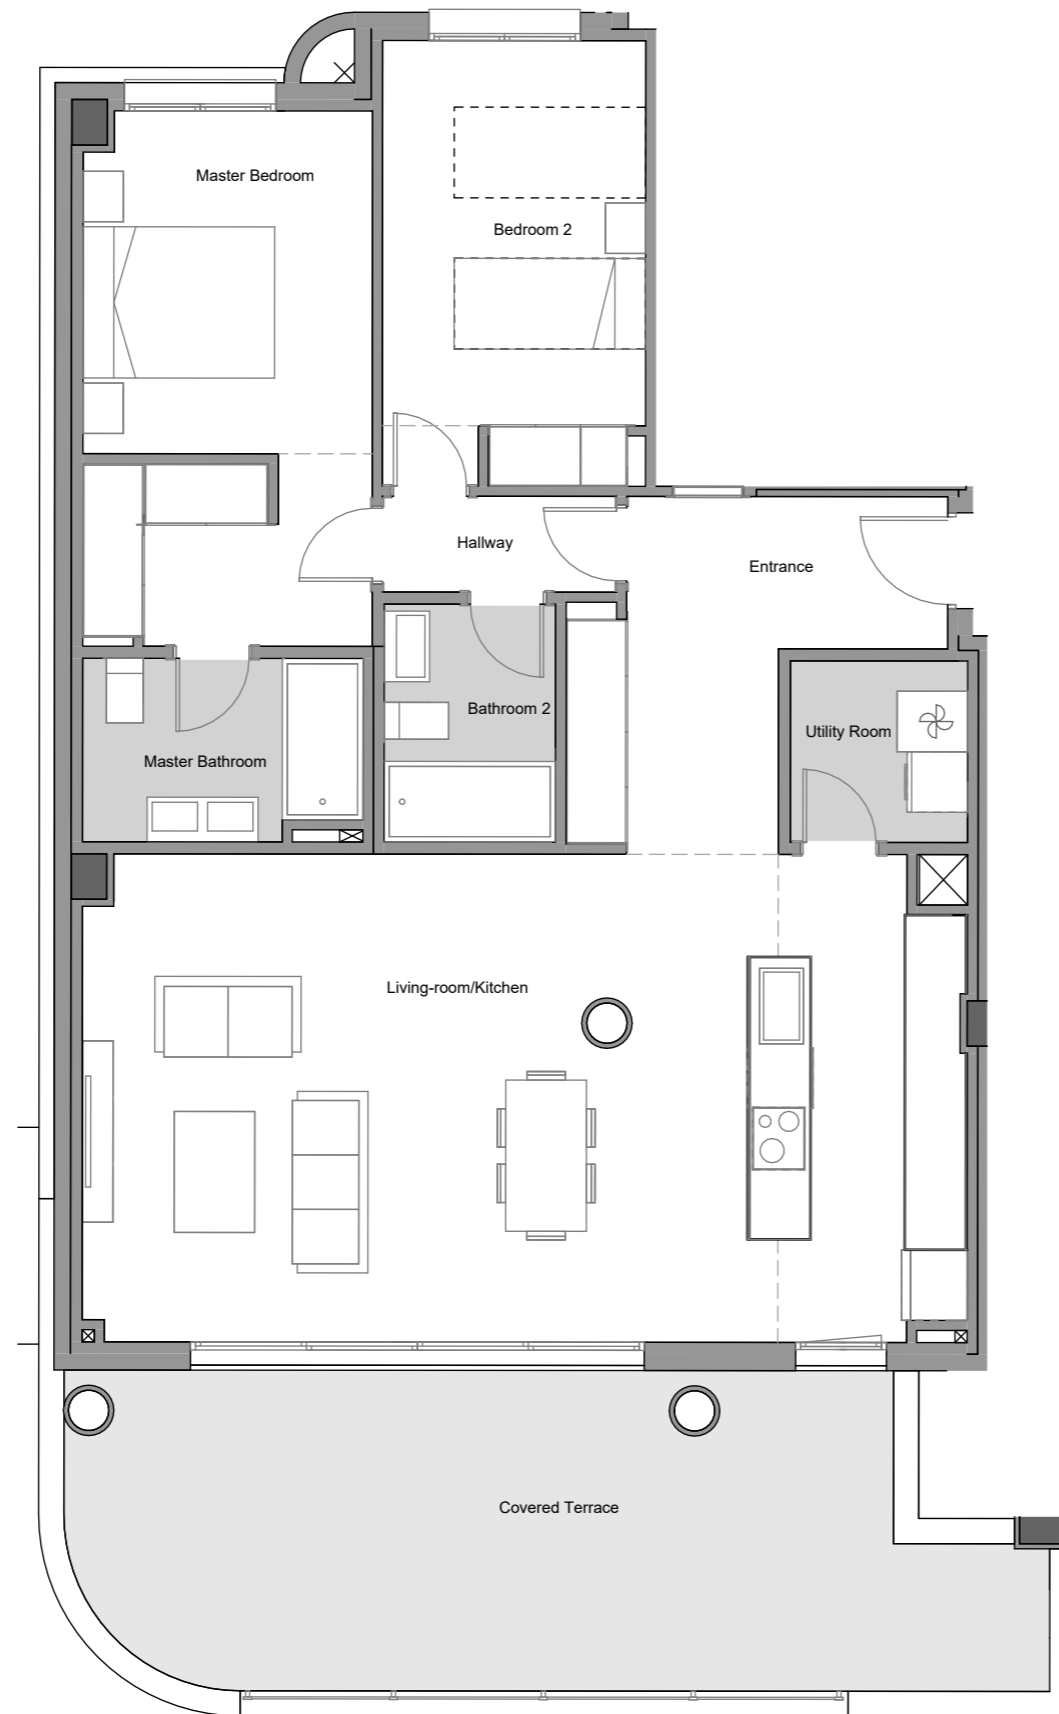 Master Bedroom
Bedroom 2
Hallway
Entrance
Bathroom 2
Utility Room
Master Bathroom
Living-room/Kitchen
Covered Terrace